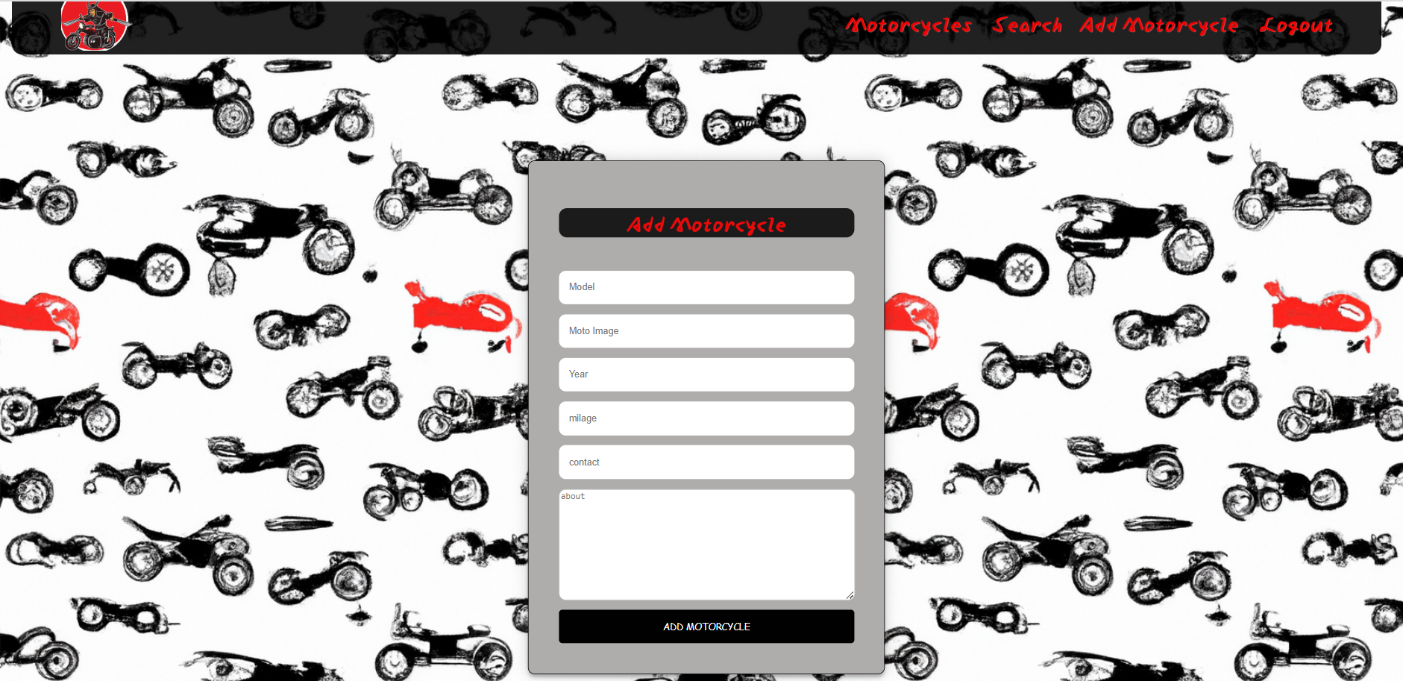 Motorcycles Search Add Motorcycle Logout
Add Motorcycle
Model
Moto Image
Year
milage
contact
about
ADD MOTORCYCLE